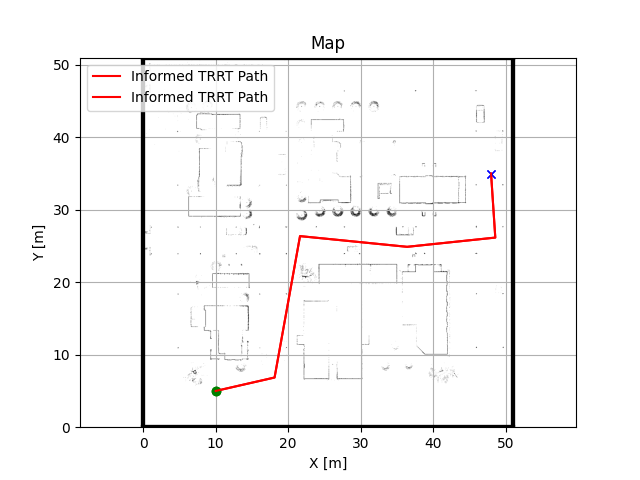 Map
Informed TRRT Path
Informed TRRT Path
50
40
30
20
10
0
Y [m]
0 10 20 30 40 50
X [m]